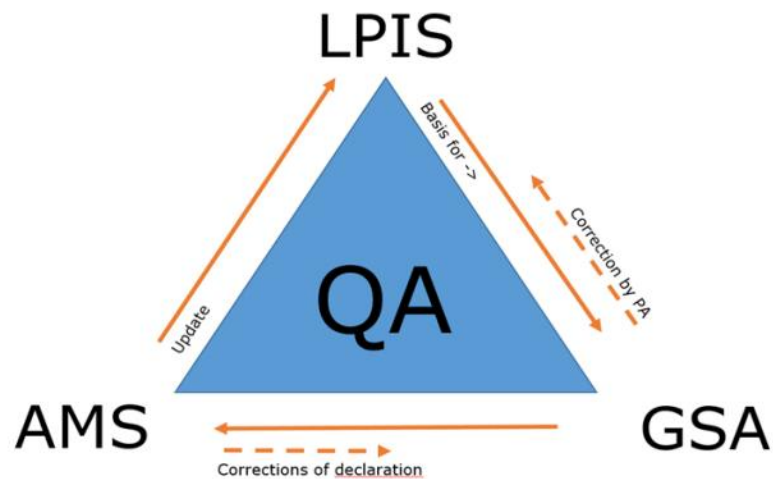 LPIS
Basis for ->
Correction by PA
Update
QA
AMS
GSA
Corrections of declaration